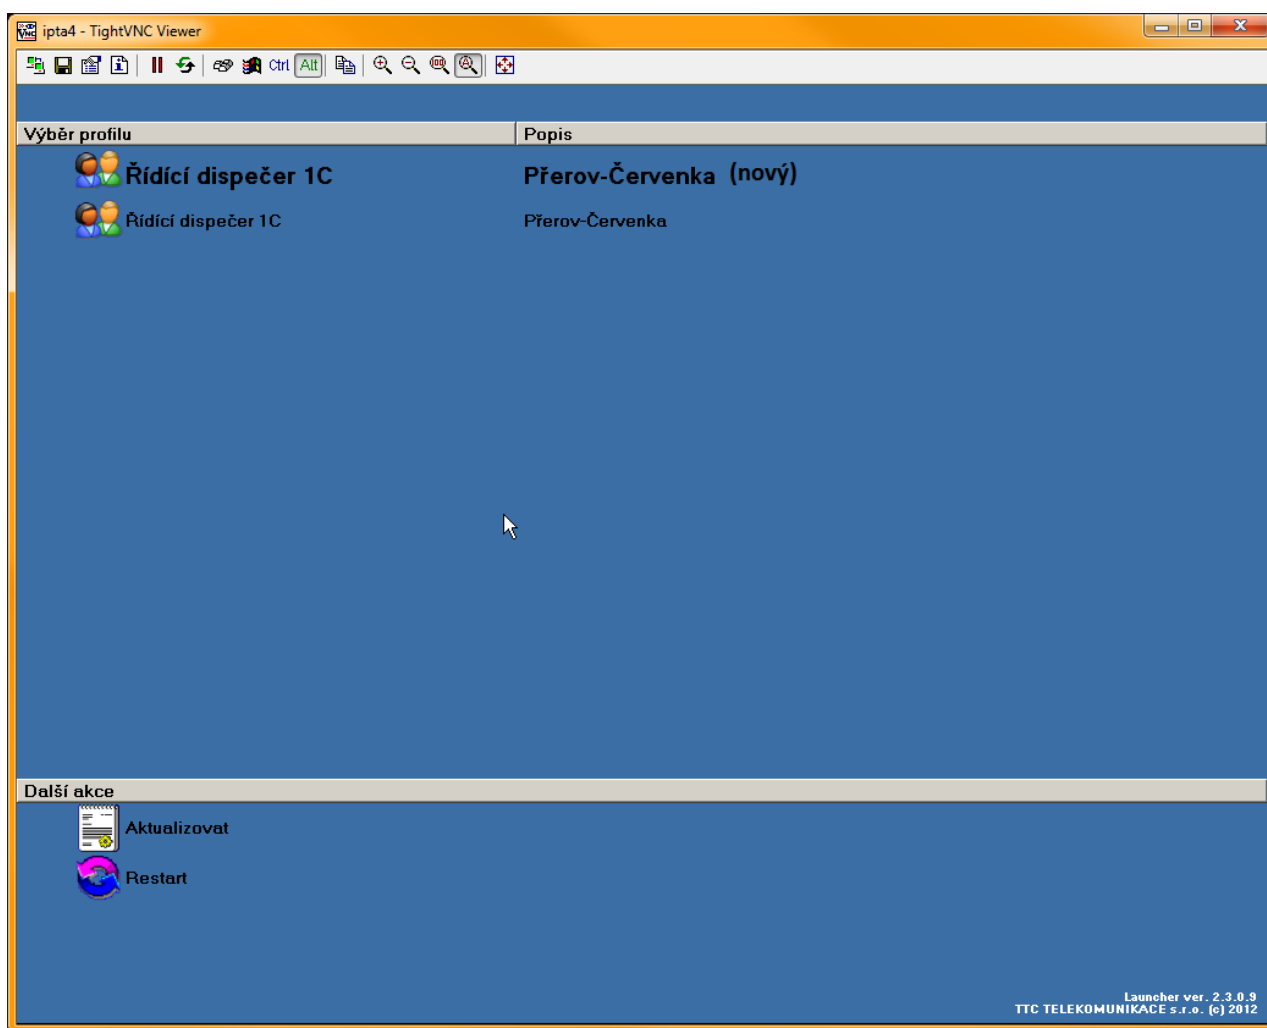 ipta4 - TightVNC Viewer
Ctrl Alt
Výběr profilu Popis
Řídící dispečer 1C Přerov-Červenka (nový)
Řídící dispečer 1C Přerov-Červenka
Další akce
Aktualizovat
Restart
Launcher ver. 2.3.0.9
TTC TELEKOMUNIKACE s.r.o. (c) 2012